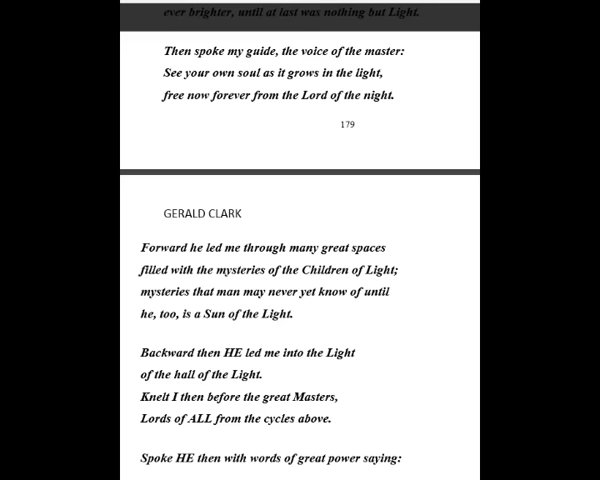 ever brighter, until at last was nothing but Light.
Then spoke my guide, the voice of the master:
See your own soul as it grows in the light,
free now forever from the Lord of the night.
179
GERALD CLARK
Forward he led me through many great spaces
filled with the mysteries of the Children of Light;
mysteries that man may never yet know of until
he, too, is a Sun of the Light.
Backward then HE led me into the Light
of the hall of the Light.
Knelt I then before the great Masters,
Lords of ALL from the cycles above.
Spoke HE then with words of great power saying: